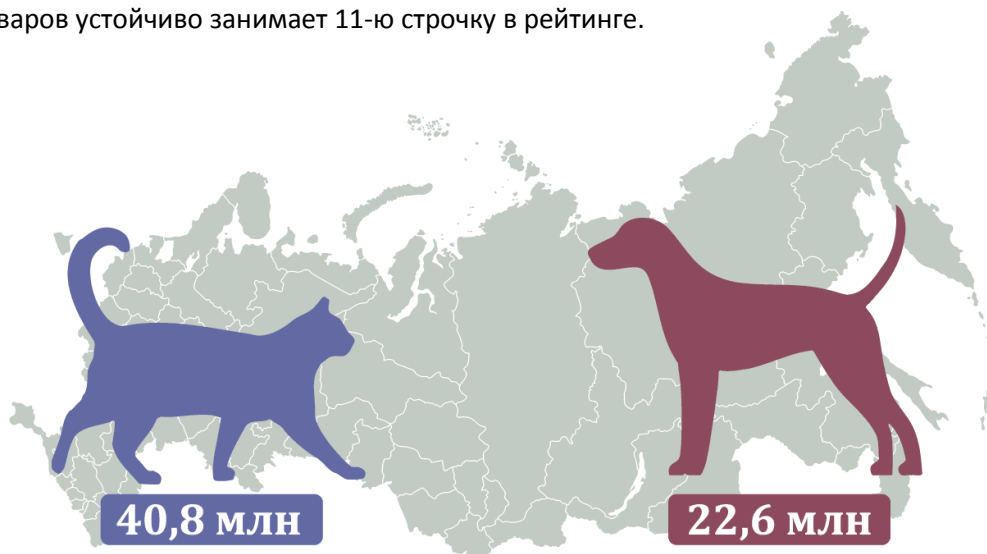 варов устойчиво занимает 11-ю строчку в рейтинге.
40,8 млн
22,6 млн